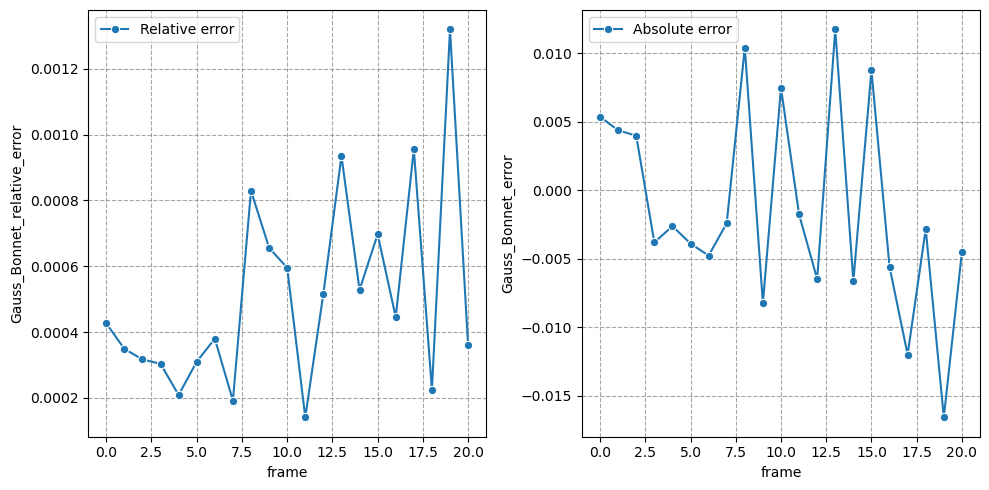 Relative error
Gauss_Bonnet_relative_error
0.0012
0.0010
0.0008
0.0006
0.0004
0.0002
0.0 2.5 5.0 7.5 10.0 12.5 15.0 17.5 20.0
frame
Absolute error
Gauss_Bonnet_error
0.010
0.005
0.000
−0.005
−0.010
−0.015
0.0 2.5 5.0 7.5 10.0 12.5 15.0 17.5 20.0
frame